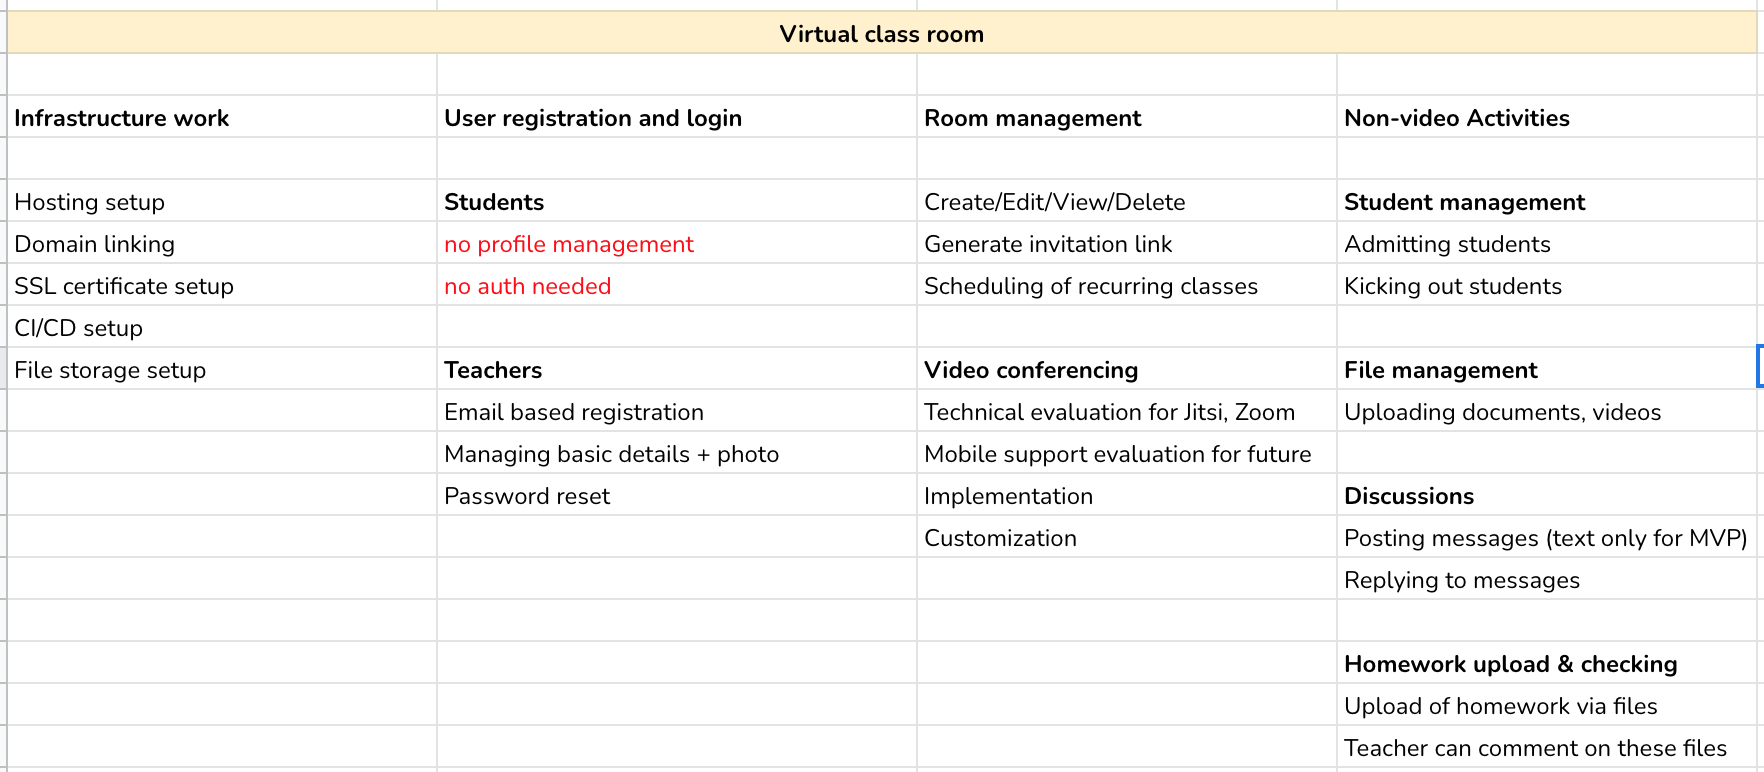 Virtual class room
Infrastructure work	User registration and login	Room management	Non-video Activities
Hosting setup	Students	Create/Edit/View/Delete	Student management
Domain linking	no profile management	Generate invitation link	Admitting students
SSL certificate setup	no auth needed	Scheduling of recurring classes	Kicking out students
CI/CD setup
File storage setup	Teachers	Video conferencing	File management
Email based registration	Technical evaluation for Jitsi, Zoom	Uploading documents, videos
Managing basic details + photo	Mobile support evaluation for future
Password reset	Implementation	Discussions
Customization	Posting messages (text only for MVP)
Replying to messages
Homework upload & checking
Upload of homework via files
Teacher can comment on these files